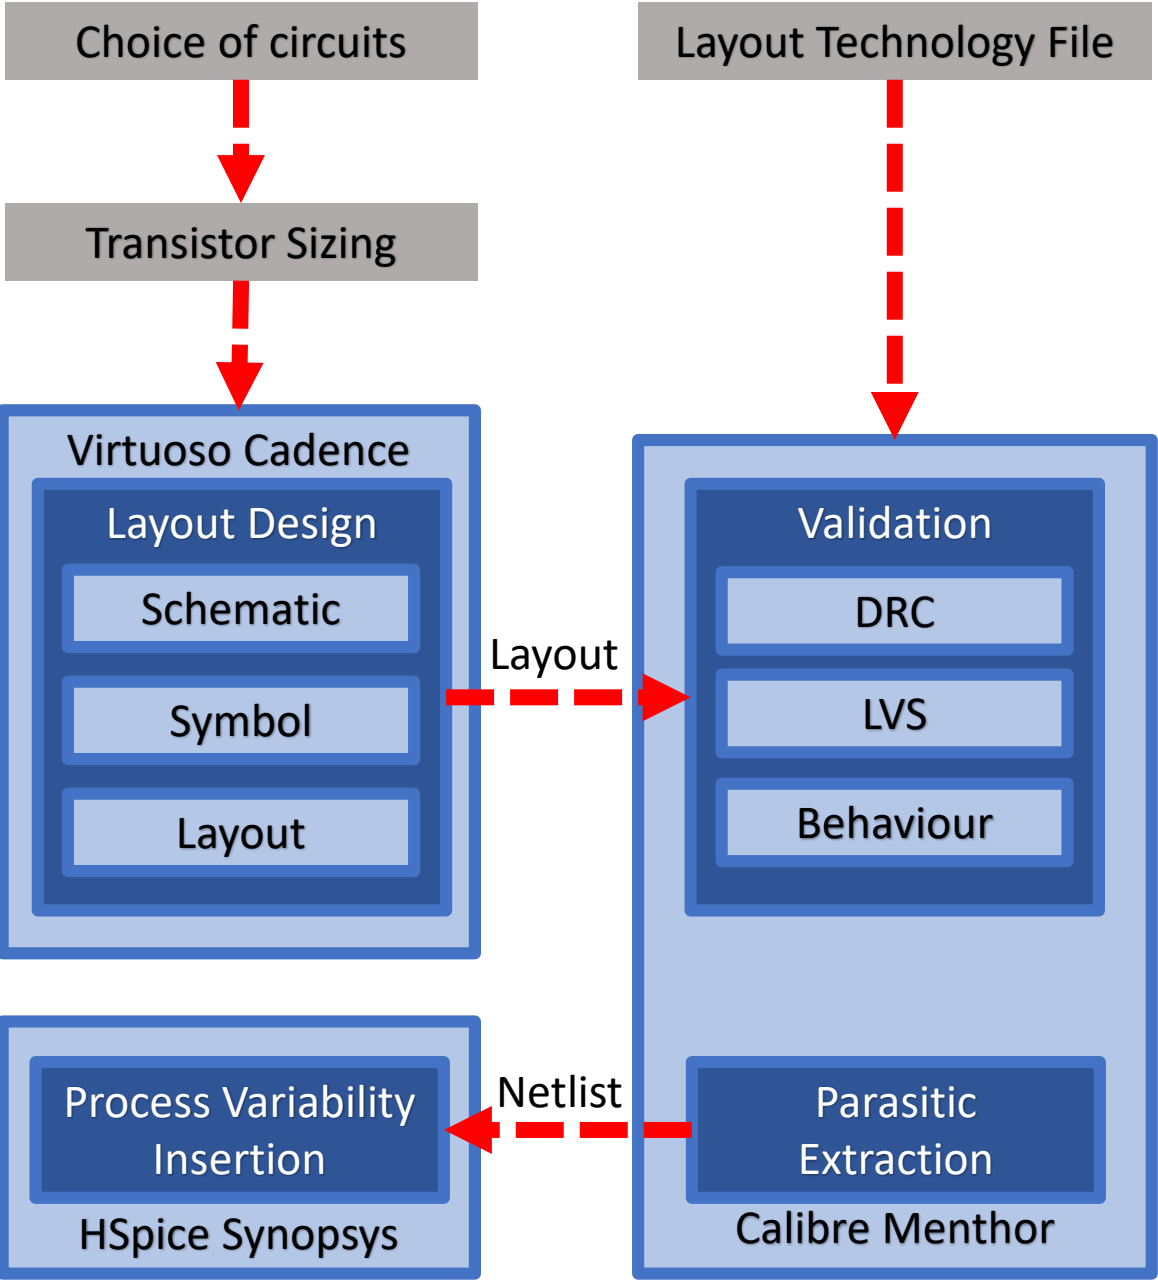 Choice of circuits
Layout Technology File
Transistor Sizing
Virtuoso Cadence
Layout Design
Schematic
Symbol
Layout
Layout
Validation
DRC
LVS
Behaviour
Netlist
Process Variability
Insertion
HSpice Synopsys
Parasitic
Extraction
Calibre Menthor